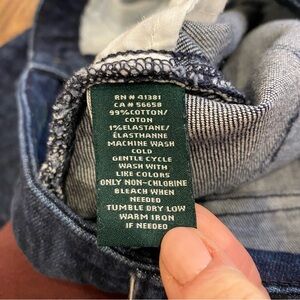 RN # 41381
CA # 56658
99%COTTON/
COTON
1%ELASTANE/
ÉLASTHANNE
MACHINE WASH
COLD
GENTLE CYCLE
WASH WITH
LIKE COLORS
ONLY NON-CHLORINE
BLEACH WHEN
NEEDED
TUMBLE DRY LOW
WARM IRON
IF NEEDED